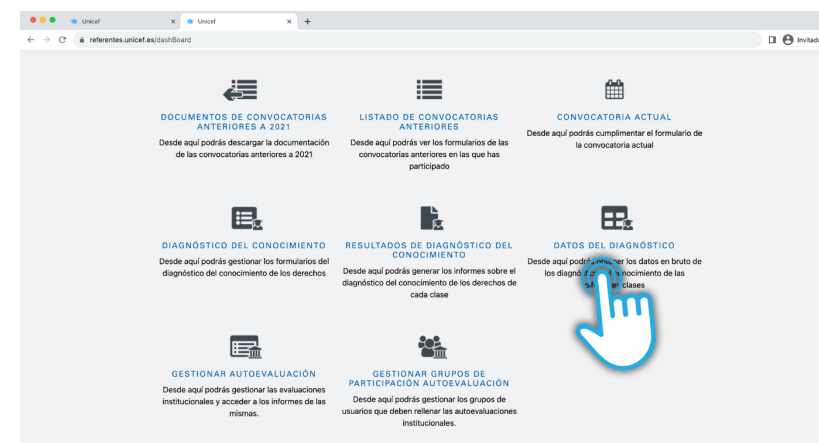 Unicef
Unicef
referentes.unicef.es/dashBoard
Invitado
DOCUMENTOS DE CONVOCATORIAS
ANTERIORES A 2021
Desde aquí podrás descargar la documentación
de las convocatorias anteriores a 2021
LISTADO DE CONVOCATORIAS
ANTERIORES
Desde aquí podrás ver los formularios de las
convocatorias anteriores en las que has
participado
CONVOCATORIA ACTUAL
Desde aquí podrás cumplimentar el formulario de
la convocatoria actual
DIAGNÓSTICO DEL CONOCIMIENTO
Desde aquí podrás gestionar los formularios del
diagnóstico del conocimiento de los derechos
RESULTADOS DE DIAGNÓSTICO DEL
CONOCIMIENTO
Desde aquí podrás generar los informes sobre el
diagnóstico del conocimiento de los derechos de
cada clase
DATOS DEL DIAGNÓSTICO
Desde aquí podrás obtener los datos en bruto de
los diagnósticos conocimiento de las
clases
GESTIONAR AUTOEVALUACIÓN
Desde aquí podrás gestionar las evaluaciones
institucionales y acceder a los informes de las
mismas.
GESTIONAR GRUPOS DE
PARTICIPACIÓN AUTOEVALUACIÓN
Desde aquí podrás gestionar los grupos de
usuarios que deben rellenar las autoevaluaciones
institucionales.